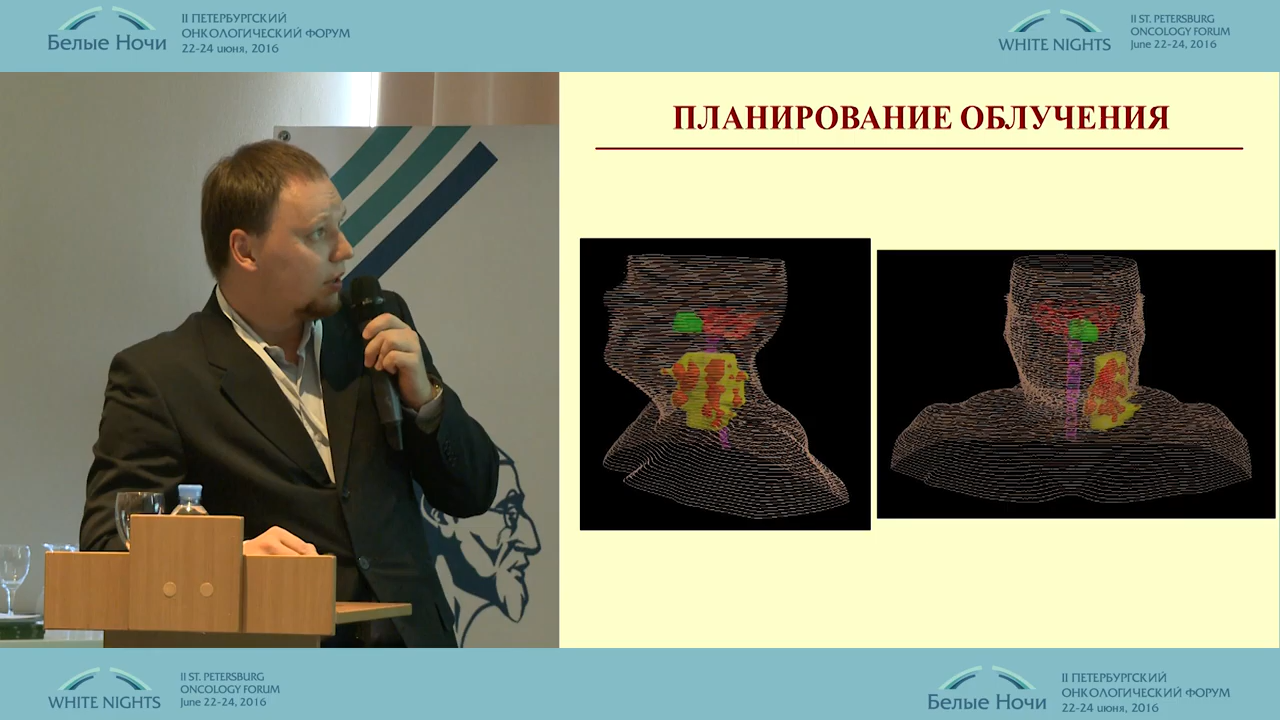 Белые Ночи
II ПЕТЕРБУРГСКИЙ
ОНКОЛОГИЧЕСКИЙ ФОРУМ
22-24 июня, 2016
WHITE NIGHTS
II ST. PETERSBURG
ONCOLOGY FORUM
June 22-24, 2016
ПЛАНИРОВАНИЕ ОБЛУЧЕНИЯ
WHITE NIGHTS
II ST. PETERSBURG
ONCOLOGY FORUM
June 22-24, 2016
Белые Ночи
II ПЕТЕРБУРГСКИЙ
ОНКОЛОГИЧЕСКИЙ ФОРУМ
22-24 июня, 2016